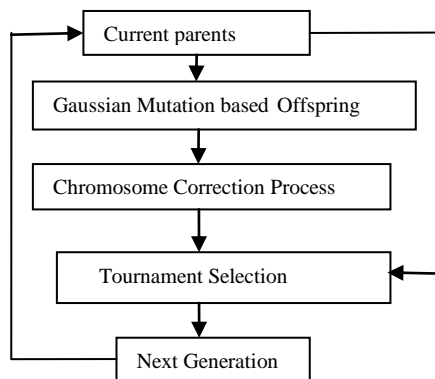 Current parents
Gaussian Mutation based Offspring
Chromosome Correction Process
Tournament Selection
Next Generation